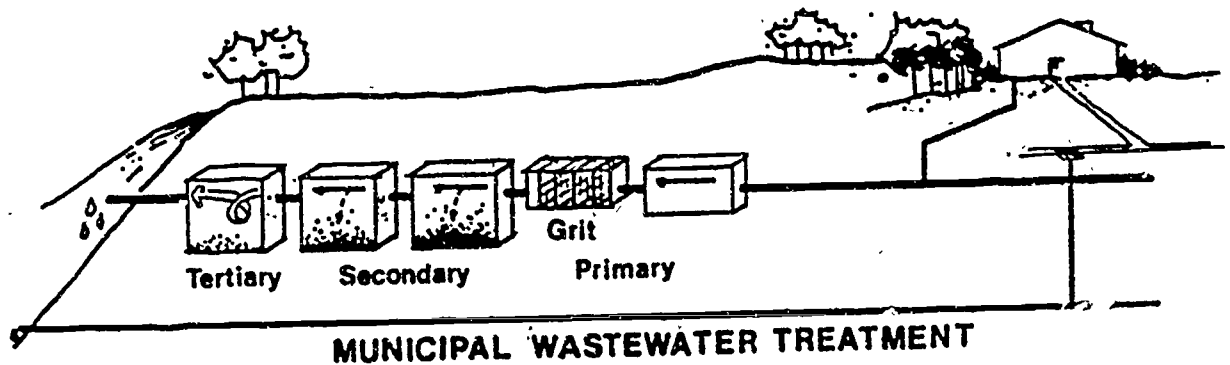 Grit
Tertiary Secondary Primary
MUNICIPAL WASTEWATER TREATMENT